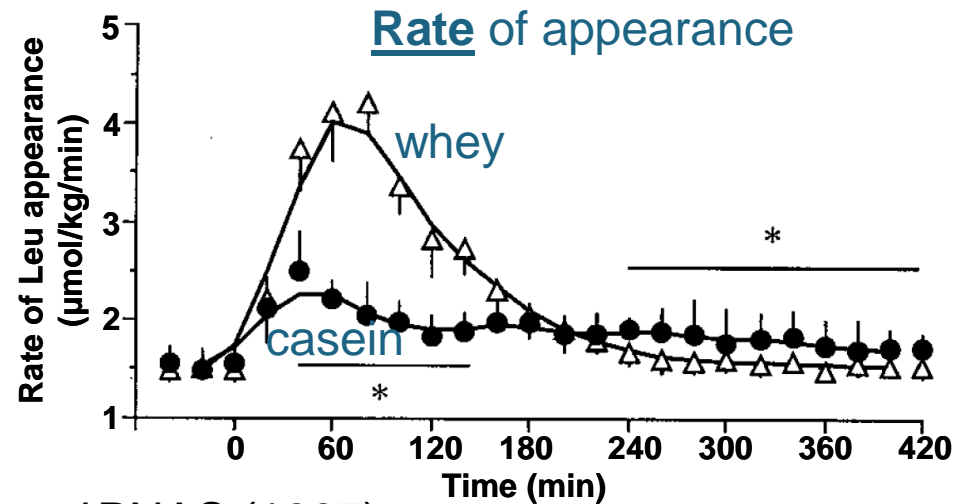 Rate of appearance
Rate of Leu appearance
(µmol/kg/min)
5
4
3
2
1
whey
casein
*
*
0 60 120 180 240 300 360 420
Time (min)